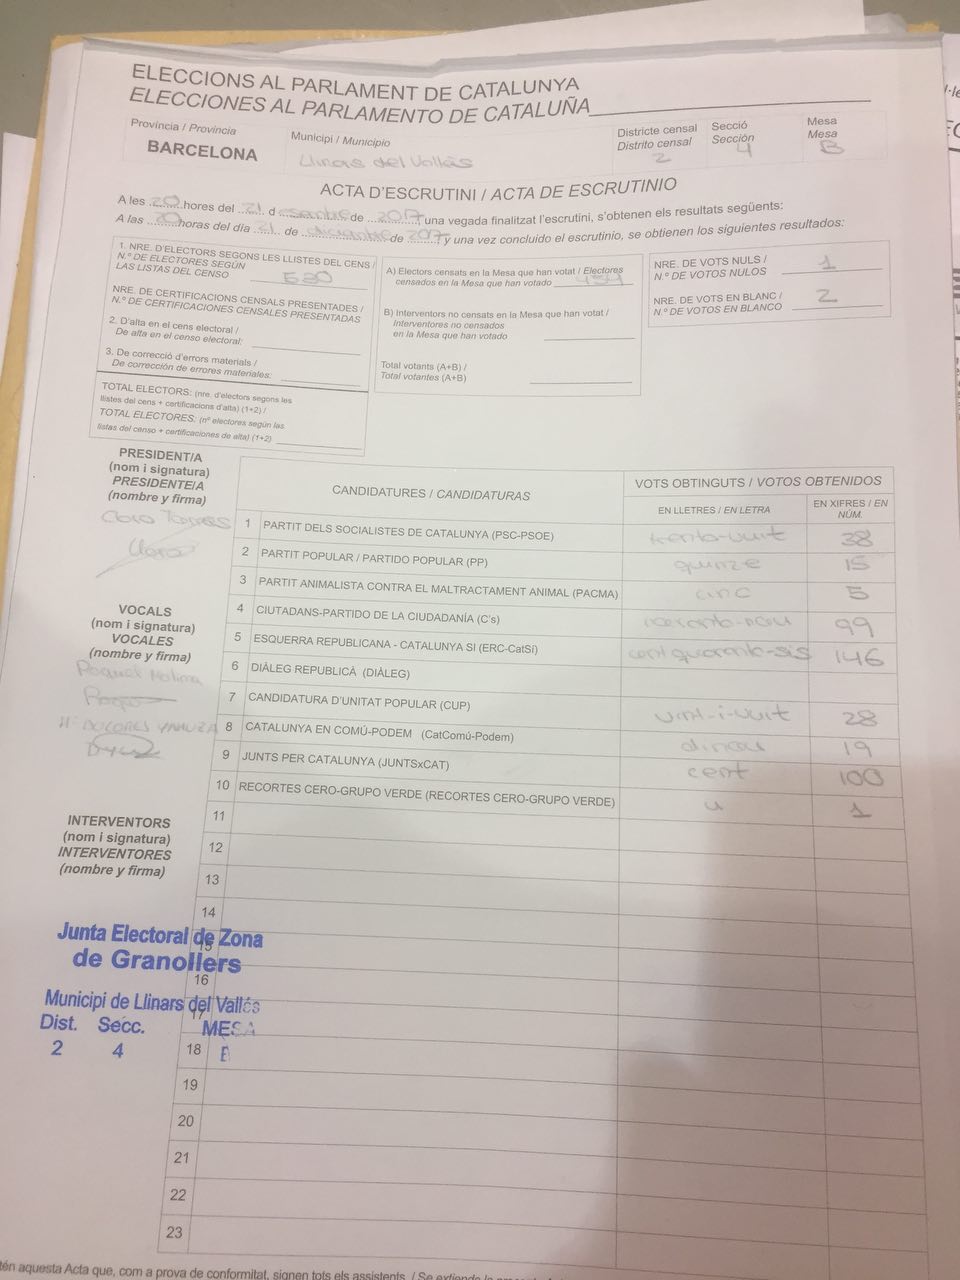 ELECCIONS AL PARLAMENT DE CATALUNYA
ELECCIONES AL PARLAMENTO DE CATALUÑA
Província / Provincia
BARCELONA
Municipi / Municipio
Llinas del Vallès
Districte censal
Distrito censal
2
Secció
Sección
4
Mesa
Mesa
B
ACTA D'ESCRUTINI / ACTA DE ESCRUTINIO
A les 20 hores del 21 d de 2017 una vegada finalitzat l'escrutini, s'obtenen els resultats següents:
A las 20 horas del día 21 de diciembre de 2017 y una vez concluido el escrutinio, se obtienen los siguientes resultados:
1. NRE. D'ELECTORS SEGONS LES LLISTES DEL CENS /
N.º DE ELECTORES SEGÚN
LAS LISTAS DEL CENSO 530
NRE. DE CERTIFICACIONS CENSALS PRESENTADES /
N.º DE CERTIFICACIONES CENSALES PRESENTADAS
2. D'alta en el cens electoral /
De alta en el censo electoral:
3. De correcció d'errors materials /
De corrección de errores materiales:
TOTAL ELECTORS: (nre. d'electors segons les
llistes del cens + certificacions d'alta) (1+2) /
TOTAL ELECTORES: (nº electores según las
listas del censo + certificaciones de alta) (1+2)
A) Electors censats en la Mesa que han votat / Electores
censados en la Mesa que han votado 454
B) Interventors no censats en la Mesa que han votat /
Interventores no censados
en la Mesa que han votado
Total votants (A+B) /
Total votantes (A+B)
NRE. DE VOTS NULS /
N.º DE VOTOS NULOS 1
NRE. DE VOTS EN BLANC /
N.º DE VOTOS EN BLANCO 2
PRESIDENT/A
(nom i signatura)
PRESIDENTE/A
(nombre y firma)
VOCALS
(nom i signatura)
VOCALES
(nombre y firma)
Raquel Molina
Mª DOLORES
INTERVENTORS
(nom i signatura)
INTERVENTORES
(nombre y firma)
CANDIDATURES / CANDIDATURAS
VOTS OBTINGUTS / VOTOS OBTENIDOS
EN LLETRES / EN LETRA
EN XIFRES / EN NÚM.
1 PARTIT DELS SOCIALISTES DE CATALUNYA (PSC-PSOE) trenta-vuit 38
2 PARTIT POPULAR / PARTIDO POPULAR (PP) quinze 15
3 PARTIT ANIMALISTA CONTRA EL MALTRACTAMENT ANIMAL (PACMA) cinc 5
4 CIUTADANS-PARTIDO DE LA CIUDADANÍA (C's) 99
5 ESQUERRA REPUBLICANA - CATALUNYA SI (ERC-CatSí) cent quaranta-sis 146
6 DIÀLEG REPUBLICÀ (DIÀLEG)
7 CANDIDATURA D'UNITAT POPULAR (CUP) vint-i-vuit 28
8 CATALUNYA EN COMÚ-PODEM (CatComú-Podem) dinou 19
9 JUNTS PER CATALUNYA (JUNTSxCAT) cent 100
10 RECORTES CERO-GRUPO VERDE (RECORTES CERO-GRUPO VERDE) u 1
11
12
13
14
15
16
17
18
19
20
21
22
23
Junta Electoral de Zona
de Granollers
Municipi de Llinars del Vallés
Dist. Secc. MESA
2 4 B
tén aquesta Acta que, com a prova de conformitat, signen tots els assistents. /